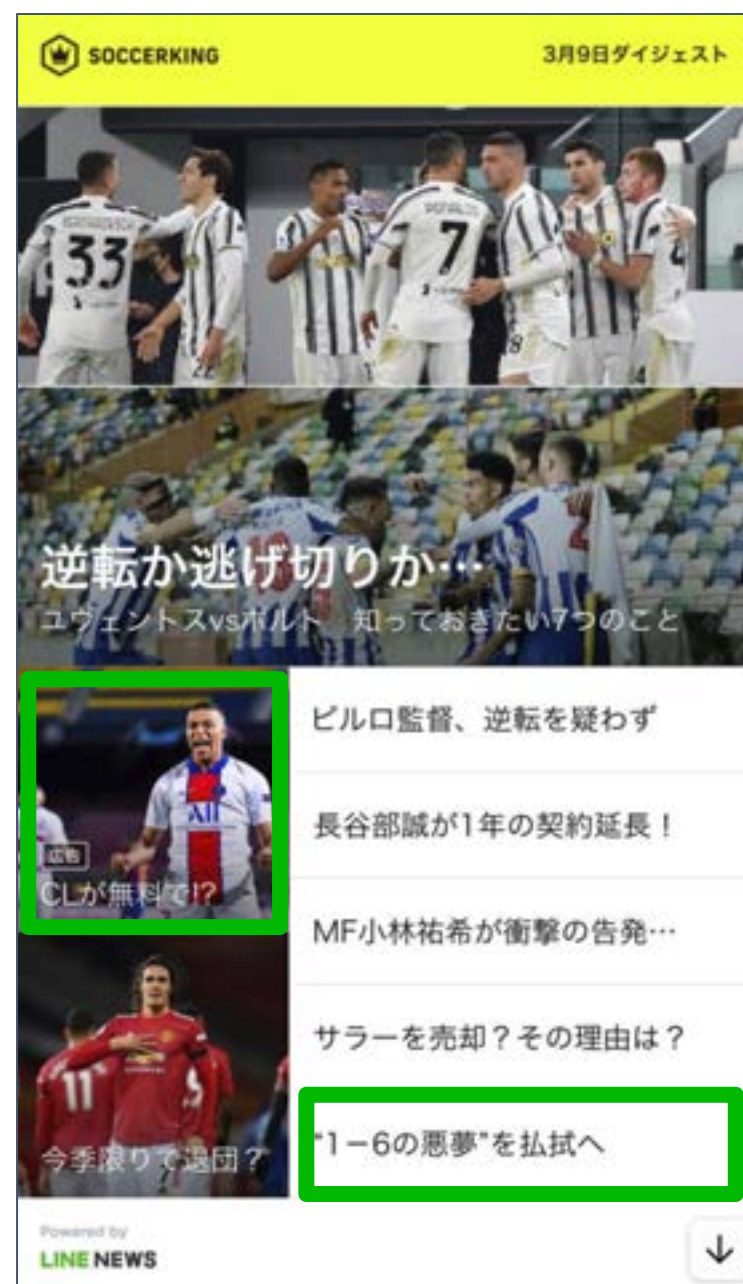 SOCCERKING
3月9日ダイジェスト
33
RONALDO
7
逆転か逃げ切りか…
ユヴェントスvsポルト 知っておきたい7つのこと
広告
CLが無料で!?
11
今季限りで退団？
ピルロ監督、逆転を疑わず
長谷部誠が1年の契約延長！
MF小林祐希が衝撃の告発…
サラーを売却？その理由は？
“1－6の悪夢”を払拭へ
Powered by
LINE NEWS